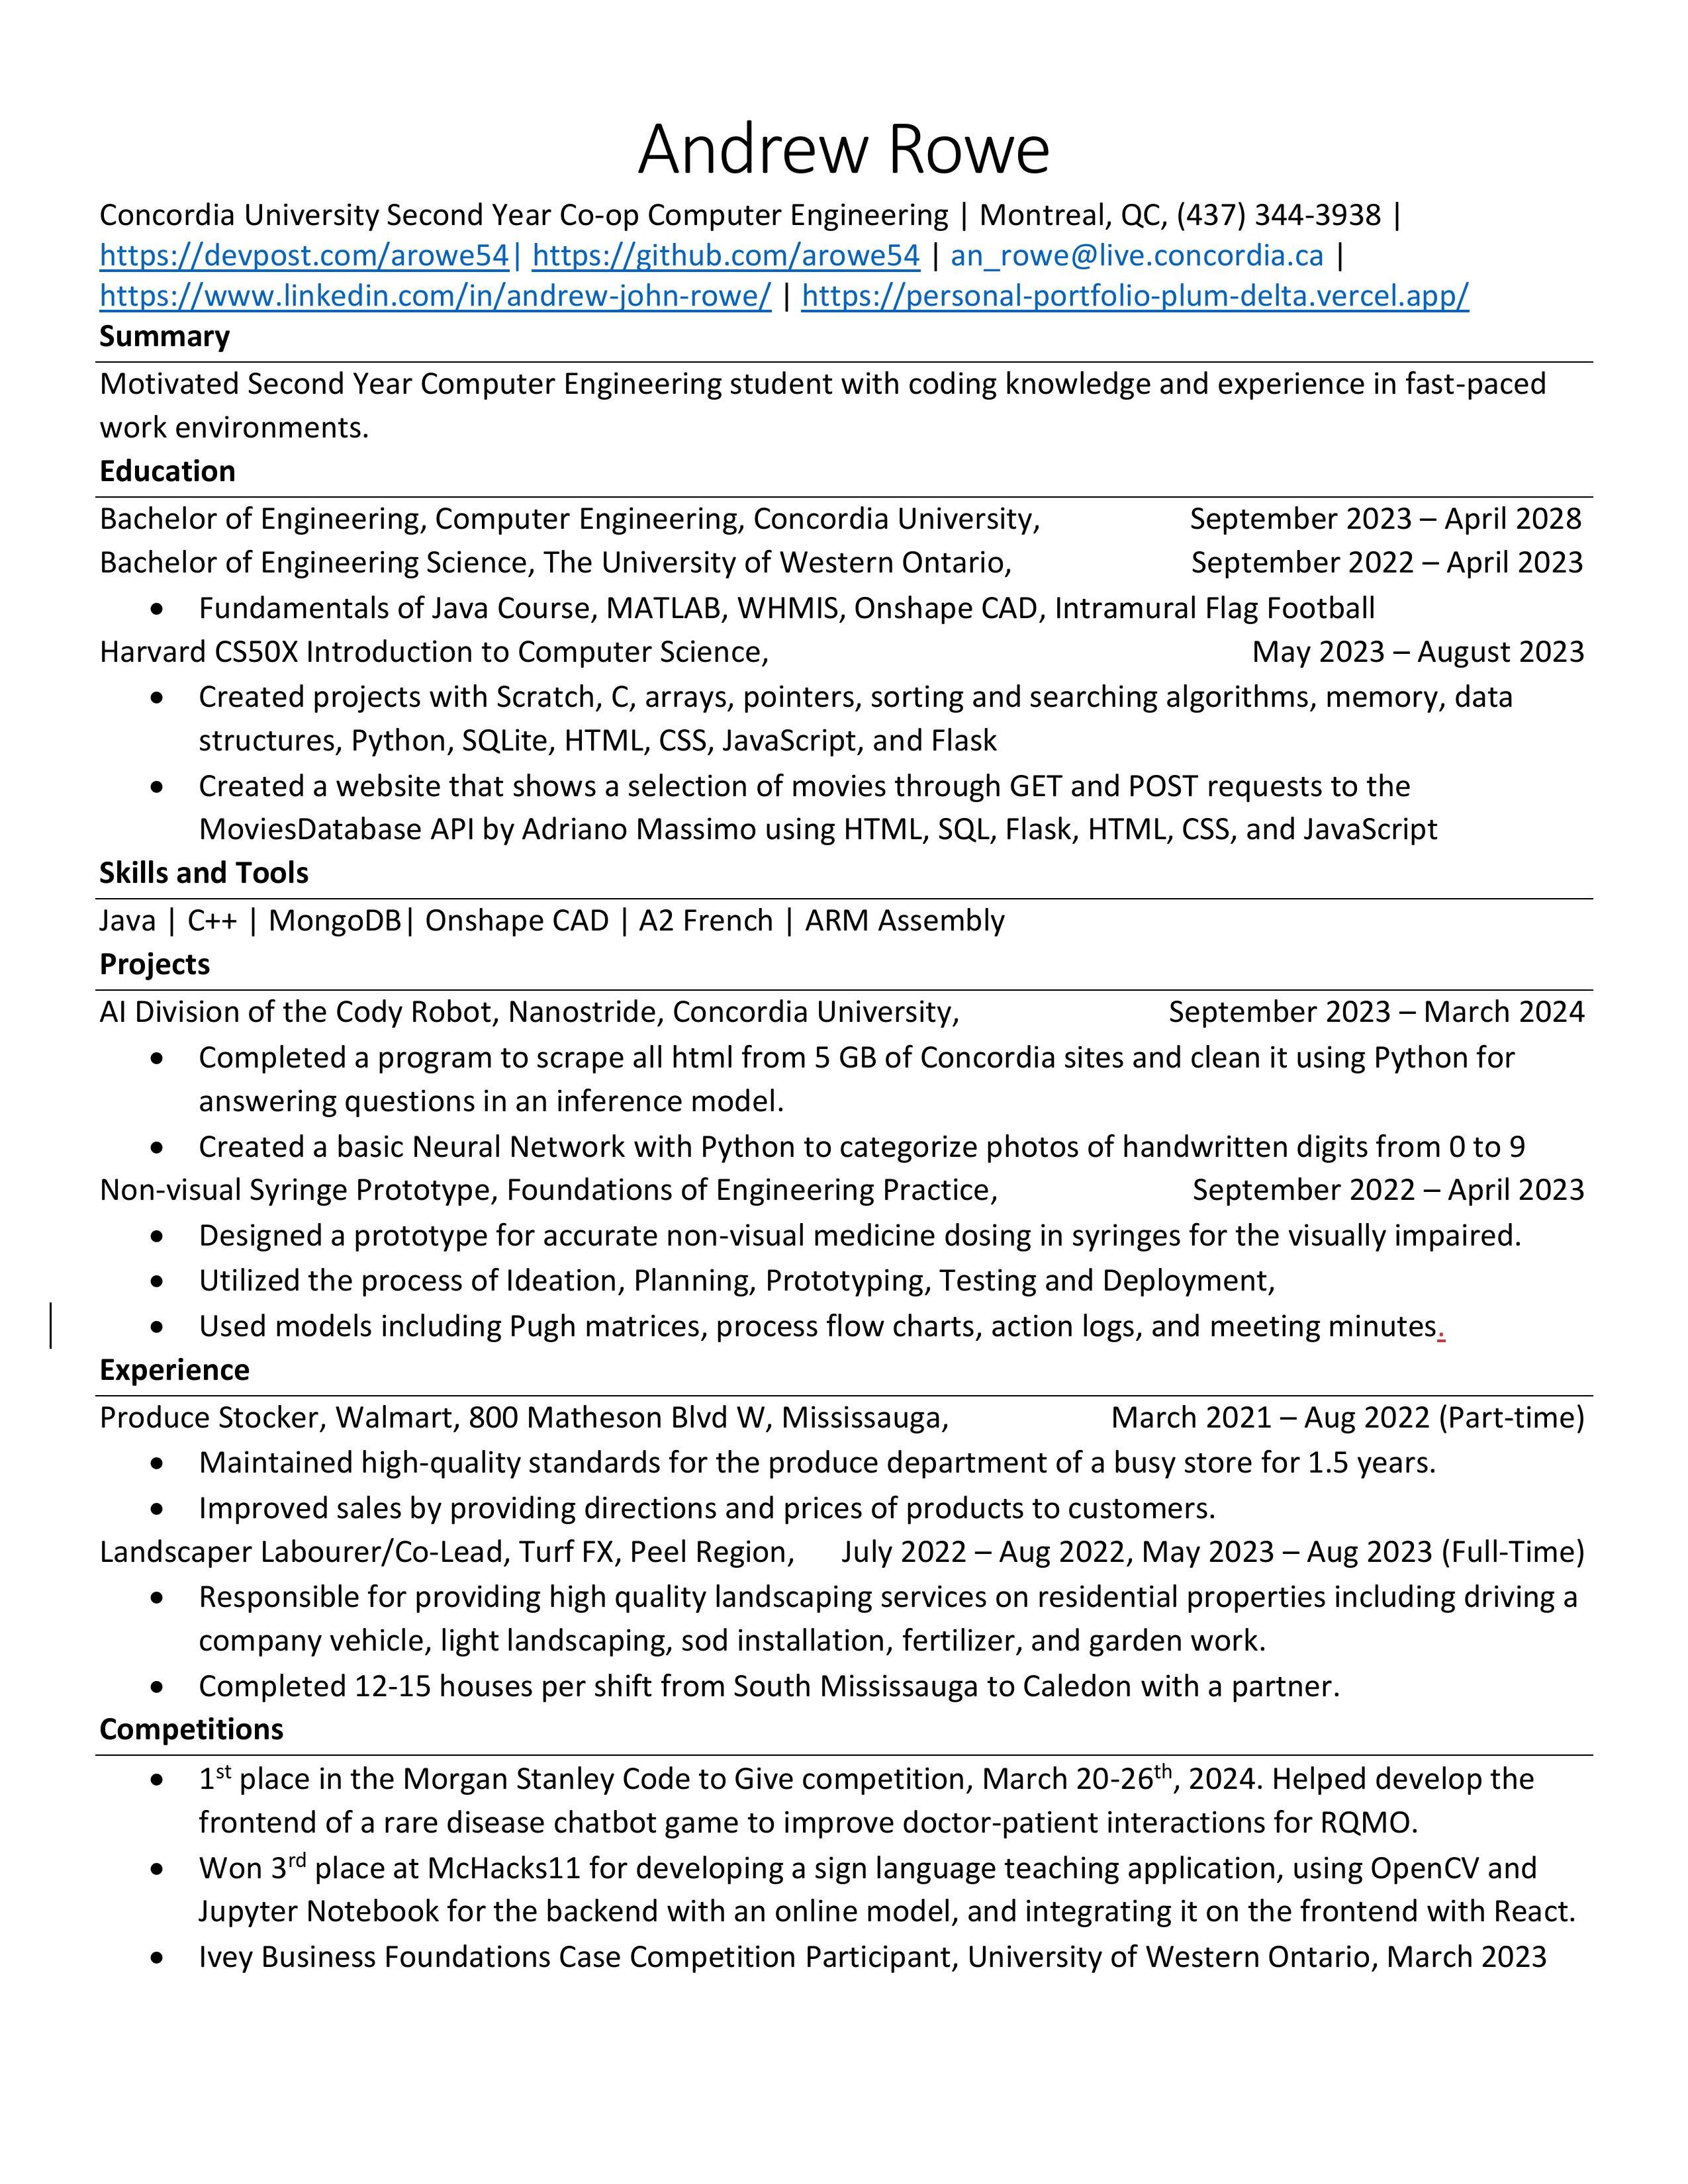 Andrew Rowe
Concordia University Second Year Co-op Computer Engineering | Montreal, QC, (437) 344-3938 |
https://devpost.com/arowe54| https://github.com/arowe54 | an_rowe@live.concordia.ca |
https://www.linkedin.com/in/andrew-john-rowe/ | https://personal-portfolio-plum-delta.vercel.app/
Summary
Motivated Second Year Computer Engineering student with coding knowledge and experience in fast-paced
work environments.
Education
Bachelor of Engineering, Computer Engineering, Concordia University, September 2023 – April 2028
Bachelor of Engineering Science, The University of Western Ontario, September 2022 – April 2023
• Fundamentals of Java Course, MATLAB, WHMIS, Onshape CAD, Intramural Flag Football
Harvard CS50X Introduction to Computer Science, May 2023 – August 2023
• Created projects with Scratch, C, arrays, pointers, sorting and searching algorithms, memory, data
structures, Python, SQLite, HTML, CSS, JavaScript, and Flask
• Created a website that shows a selection of movies through GET and POST requests to the
MoviesDatabase API by Adriano Massimo using HTML, SQL, Flask, HTML, CSS, and JavaScript
Skills and Tools
Java | C++ | MongoDB| Onshape CAD | A2 French | ARM Assembly
Projects
AI Division of the Cody Robot, Nanostride, Concordia University, September 2023 – March 2024
• Completed a program to scrape all html from 5 GB of Concordia sites and clean it using Python for
answering questions in an inference model.
• Created a basic Neural Network with Python to categorize photos of handwritten digits from 0 to 9
Non-visual Syringe Prototype, Foundations of Engineering Practice, September 2022 – April 2023
• Designed a prototype for accurate non-visual medicine dosing in syringes for the visually impaired.
• Utilized the process of Ideation, Planning, Prototyping, Testing and Deployment,
• Used models including Pugh matrices, process flow charts, action logs, and meeting minutes.
Experience
Produce Stocker, Walmart, 800 Matheson Blvd W, Mississauga, March 2021 – Aug 2022 (Part-time)
• Maintained high-quality standards for the produce department of a busy store for 1.5 years.
• Improved sales by providing directions and prices of products to customers.
Landscaper Labourer/Co-Lead, Turf FX, Peel Region, July 2022 – Aug 2022, May 2023 – Aug 2023 (Full-Time)
• Responsible for providing high quality landscaping services on residential properties including driving a
company vehicle, light landscaping, sod installation, fertilizer, and garden work.
• Completed 12-15 houses per shift from South Mississauga to Caledon with a partner.
Competitions
• 1st place in the Morgan Stanley Code to Give competition, March 20-26th, 2024. Helped develop the
frontend of a rare disease chatbot game to improve doctor-patient interactions for RQMO.
• Won 3rd place at McHacks11 for developing a sign language teaching application, using OpenCV and
Jupyter Notebook for the backend with an online model, and integrating it on the frontend with React.
• Ivey Business Foundations Case Competition Participant, University of Western Ontario, March 2023